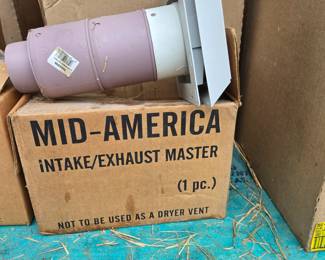 MID-AMERICA
iNTAKE/EXHAUST MASTER
(1 pc.)
NOT TO BE USED AS A DRYER VENT